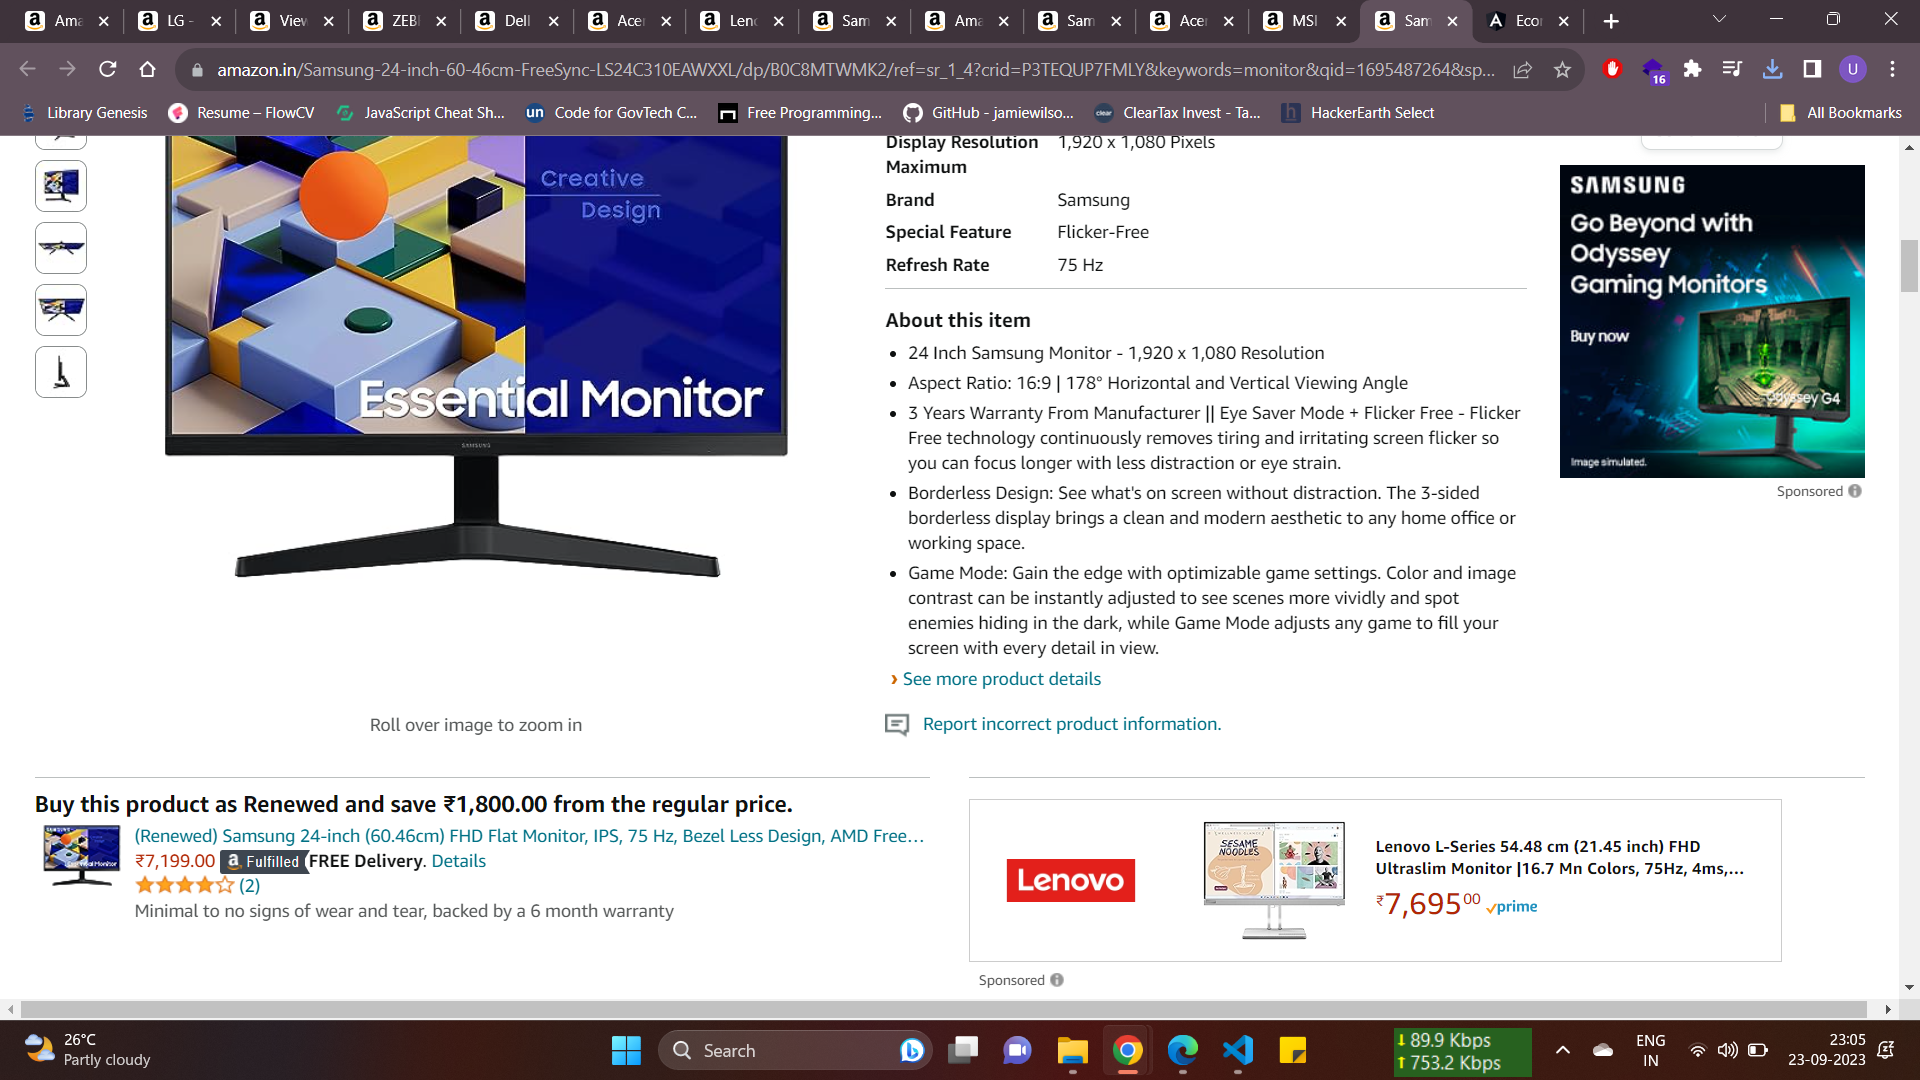 Ama
LG -
View
ZEBI
Dell
Acer
Leno
Sam
Ama
Sam
Acer
MSI
Sam
Ecor
amazon.in/Samsung-24-inch-60-46cm-FreeSync-LS24C310EAWXXL/dp/B0C8MTWMK2/ref=sr_1_4?crid=P3TEQUP7FMLY&keywords=monitor&qid=1695487264&sp...
16
U
Library Genesis
Resume – FlowCV
JavaScript Cheat Sh...
un
Code for GovTech C...
Free Programming...
GitHub - jamiewilso...
clear
ClearTax Invest - Ta...
h
HackerEarth Select
All Bookmarks
Creative
Design
Essential Monitor
SAMSUNG
Roll over image to zoom in
Display Resolution Maximum 1,920 x 1,080 Pixels
Brand Samsung
Special Feature Flicker-Free
Refresh Rate 75 Hz
About this item
• 24 Inch Samsung Monitor - 1,920 x 1,080 Resolution
• Aspect Ratio: 16:9 | 178° Horizontal and Vertical Viewing Angle
• 3 Years Warranty From Manufacturer || Eye Saver Mode + Flicker Free - Flicker
Free technology continuously removes tiring and irritating screen flicker so
you can focus longer with less distraction or eye strain.
• Borderless Design: See what's on screen without distraction. The 3-sided
borderless display brings a clean and modern aesthetic to any home office or
working space.
• Game Mode: Gain the edge with optimizable game settings. Color and image
contrast can be instantly adjusted to see scenes more vividly and spot
enemies hiding in the dark, while Game Mode adjusts any game to fill your
screen with every detail in view.
› See more product details
Report incorrect product information.
SAMSUNG
Go Beyond with
Odyssey
Gaming Monitors
Buy now
Odyssey G4
Image simulated.
Sponsored
Buy this product as Renewed and save ₹1,800.00 from the regular price.
(Renewed) Samsung 24-inch (60.46cm) FHD Flat Monitor, IPS, 75 Hz, Bezel Less Design, AMD Free…
₹7,199.00 a Fulfilled FREE Delivery. Details
(2)
Minimal to no signs of wear and tear, backed by a 6 month warranty
Lenovo
SESAME
NOODLES
Lenovo L-Series 54.48 cm (21.45 inch) FHD
Ultraslim Monitor |16.7 Mn Colors, 75Hz, 4ms,…
₹7,695⁰⁰ prime
Sponsored
26°C
Partly cloudy
Search
89.9 Kbps
753.2 Kbps
ENG
IN
23:05
23-09-2023